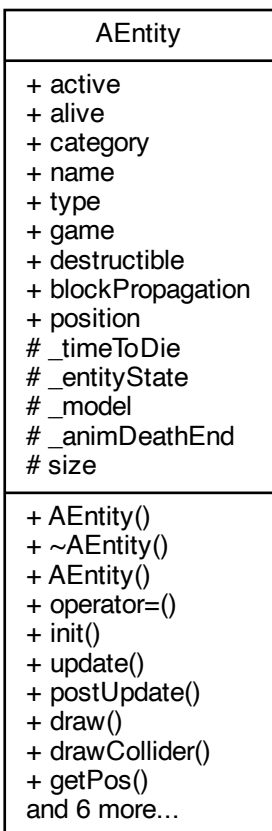 AEntity
+ active
+ alive
+ category
+ name
+ type
+ game
+ destructible
+ blockPropagation
+ position
# _timeToDie
# _entityState
# _model
# _animDeathEnd
# size
+ AEntity()
+ ~AEntity()
+ AEntity()
+ operator=()
+ init()
+ update()
+ postUpdate()
+ draw()
+ drawCollider()
+ getPos()
and 6 more...